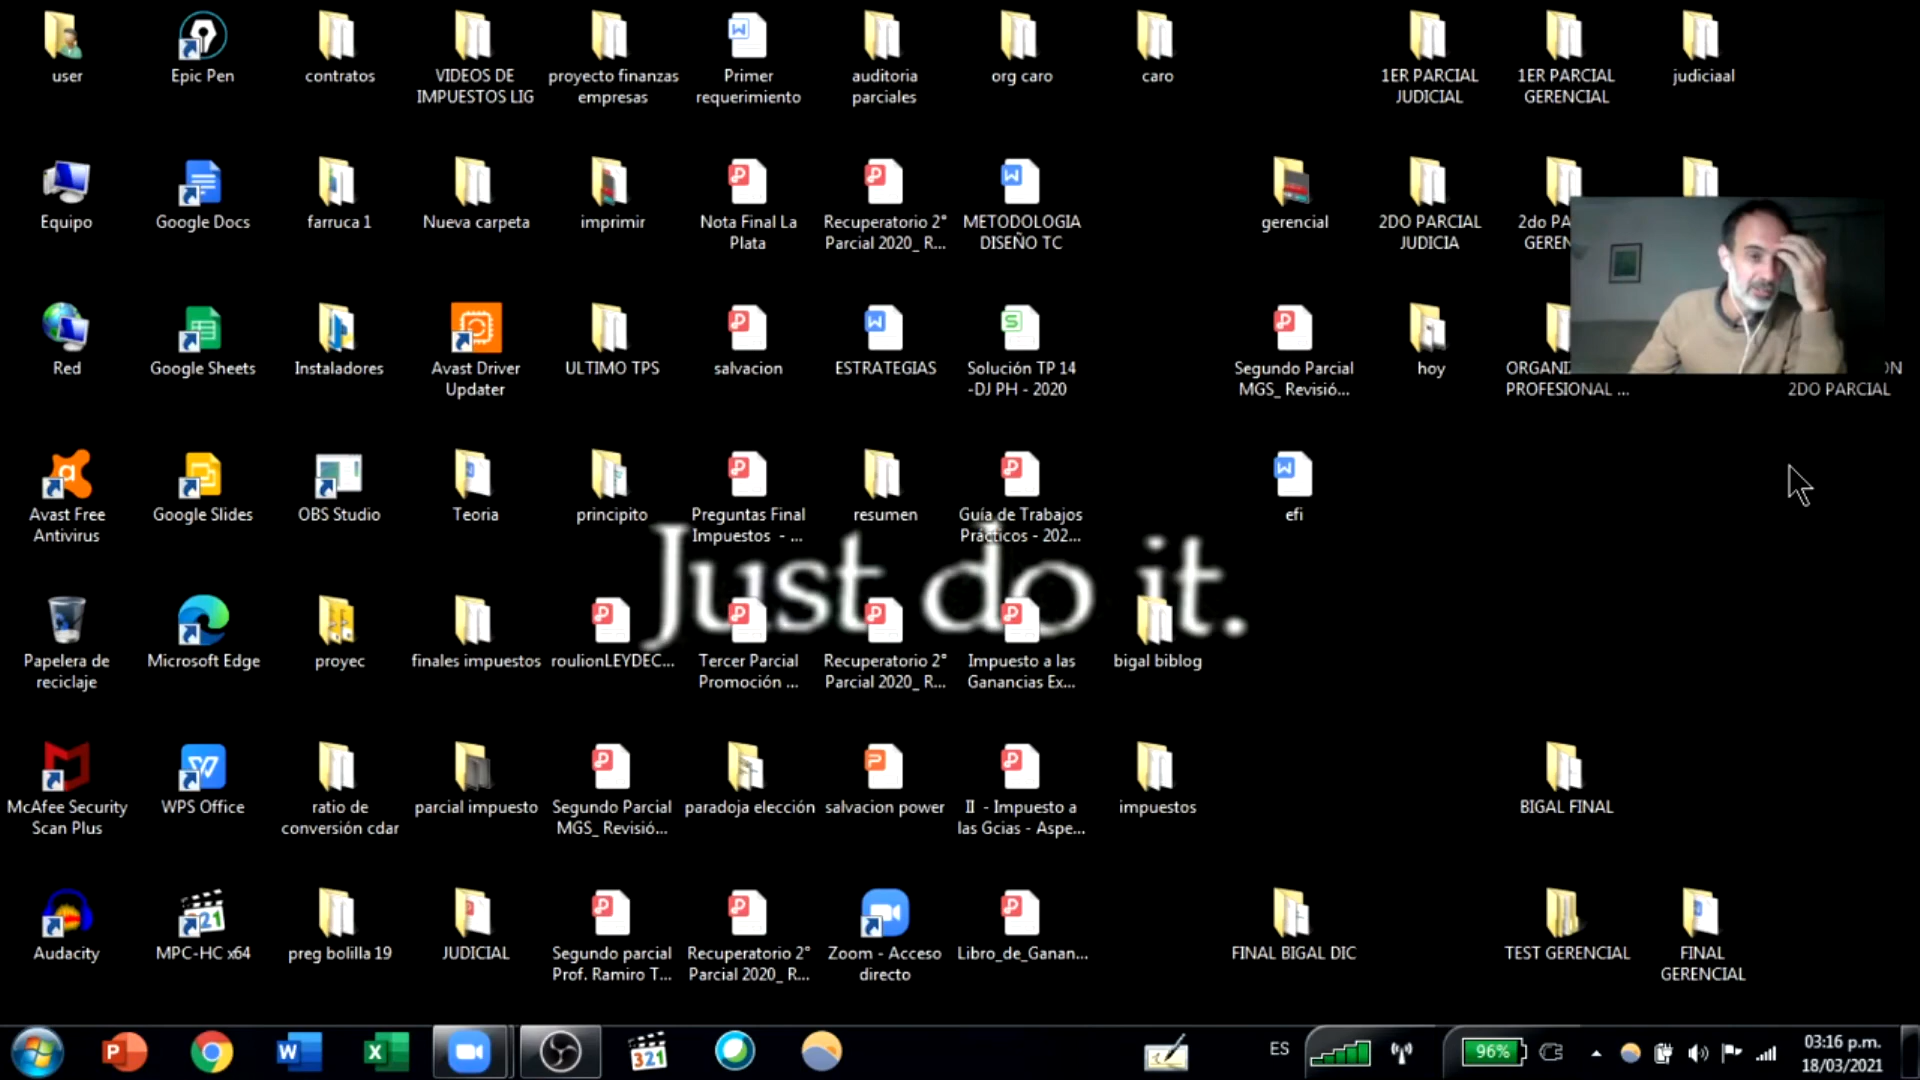 user
Epic Pen
contratos
VIDEOS DE
IMPUESTOS LIG
proyecto finanzas
empresas
Primer
requerimiento
auditoria
parciales
org caro
caro
1ER PARCIAL
JUDICIAL
1ER PARCIAL
GERENCIAL
judiciaal
Equipo
Google Docs
farruca 1
Nueva carpeta
imprimir
Nota Final La
Plata
Recuperatorio 2°
Parcial 2020_ R...
METODOLOGIA
DISEÑO TC
gerencial
2DO PARCIAL
JUDICIA
2do PA
GEREN
Red
Google Sheets
Instaladores
Avast Driver
Updater
ULTIMO TPS
salvacion
ESTRATEGIAS
Solución TP 14
-DJ PH - 2020
Segundo Parcial
MGS_ Revisió...
hoy
ORGANI
PROFESIONAL ...
ON
2DO PARCIAL
Avast Free
Antivirus
Google Slides
OBS Studio
Teoria
principito
Preguntas Final
Impuestos - ...
resumen
Guía de Trabajos
Prácticos - 202...
efi
Just do it.
Papelera de
reciclaje
Microsoft Edge
proyec
finales impuestos
roulionLEYDEC...
Tercer Parcial
Promoción ...
Recuperatorio 2°
Parcial 2020_ R...
Impuesto a las
Ganancias Ex...
bigal biblog
McAfee Security
Scan Plus
WPS Office
ratio de
conversión cdar
parcial impuesto
Segundo Parcial
MGS_ Revisió...
paradoja elección
salvacion power
II - Impuesto a
las Gcias - Aspe...
impuestos
BIGAL FINAL
Audacity
MPC-HC x64
preg bolilla 19
JUDICIAL
Segundo parcial
Prof. Ramiro T...
Recuperatorio 2°
Parcial 2020_ R...
Zoom - Acceso
directo
Libro_de_Ganan...
FINAL BIGAL DIC
TEST GERENCIAL
FINAL
GERENCIAL
ES
96%
03:16 p.m.
18/03/2021